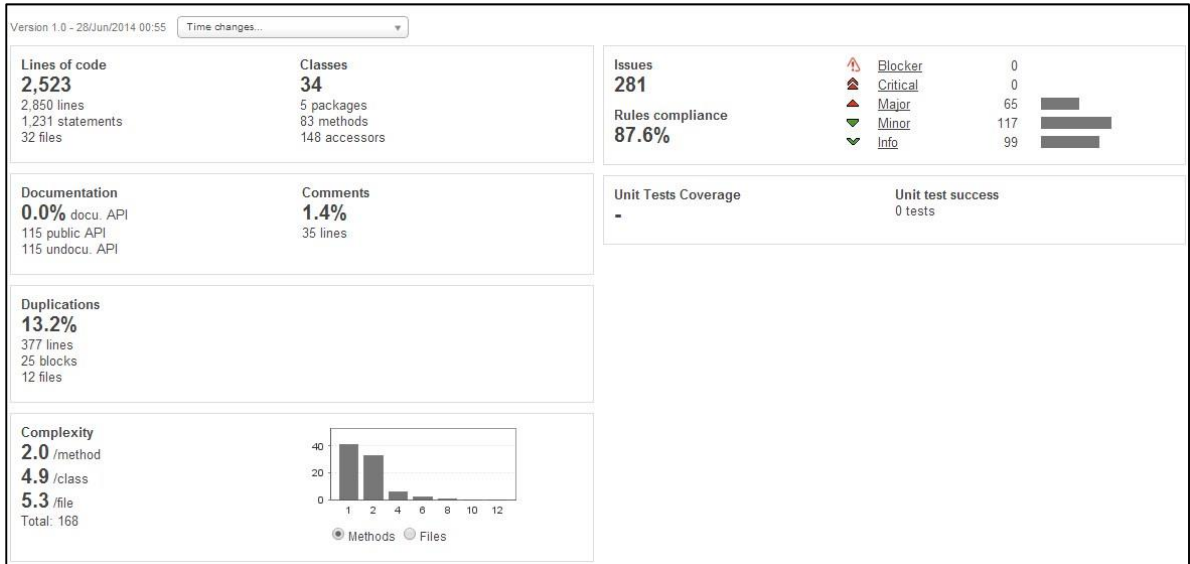 Version 1.0 - 28/Jun/2014 00:55 Time changes...
Lines of code
2,523
2,850 lines
1,231 statements
32 files
Classes
34
5 packages
83 methods
148 accessors
Documentation
0.0% docu. API
115 public API
115 undocu. API
Comments
1.4%
35 lines
Duplications
13.2%
377 lines
25 blocks
12 files
Complexity
2.0 /method
4.9 /class
5.3 /file
Total: 168
40
20
0
1 2 4 6 8 10 12
Methods Files
Issues
281
Rules compliance
87.6%
Blocker 0
Critical 0
Major 65
Minor 117
Info 99
Unit Tests Coverage
-
Unit test success
0 tests